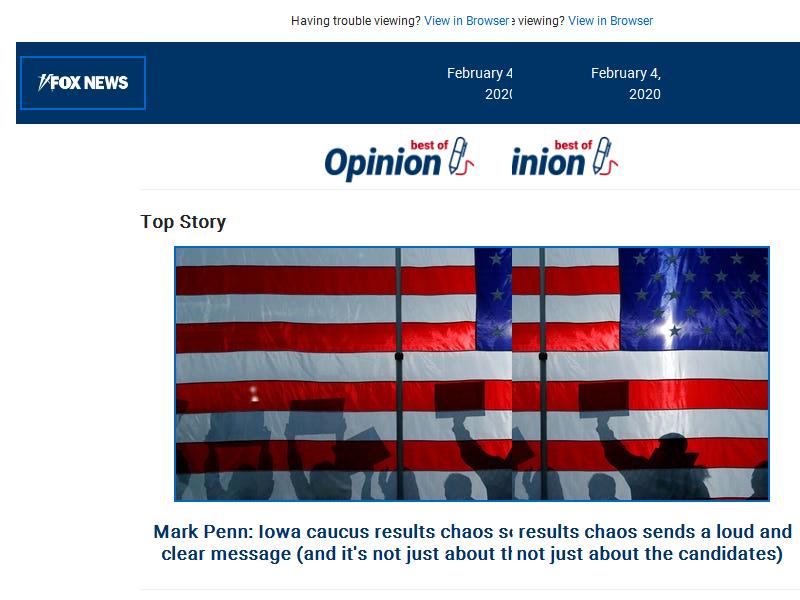 Having trouble viewing? View in Browser e viewing? View in Browser
FOX NEWS
February 4 February 4,
2020 2020
best of best of
Opinion inion
Top Story
Mark Penn: Iowa caucus results chaos s results chaos sends a loud and
clear message (and it's not just about t not just about the candidates)